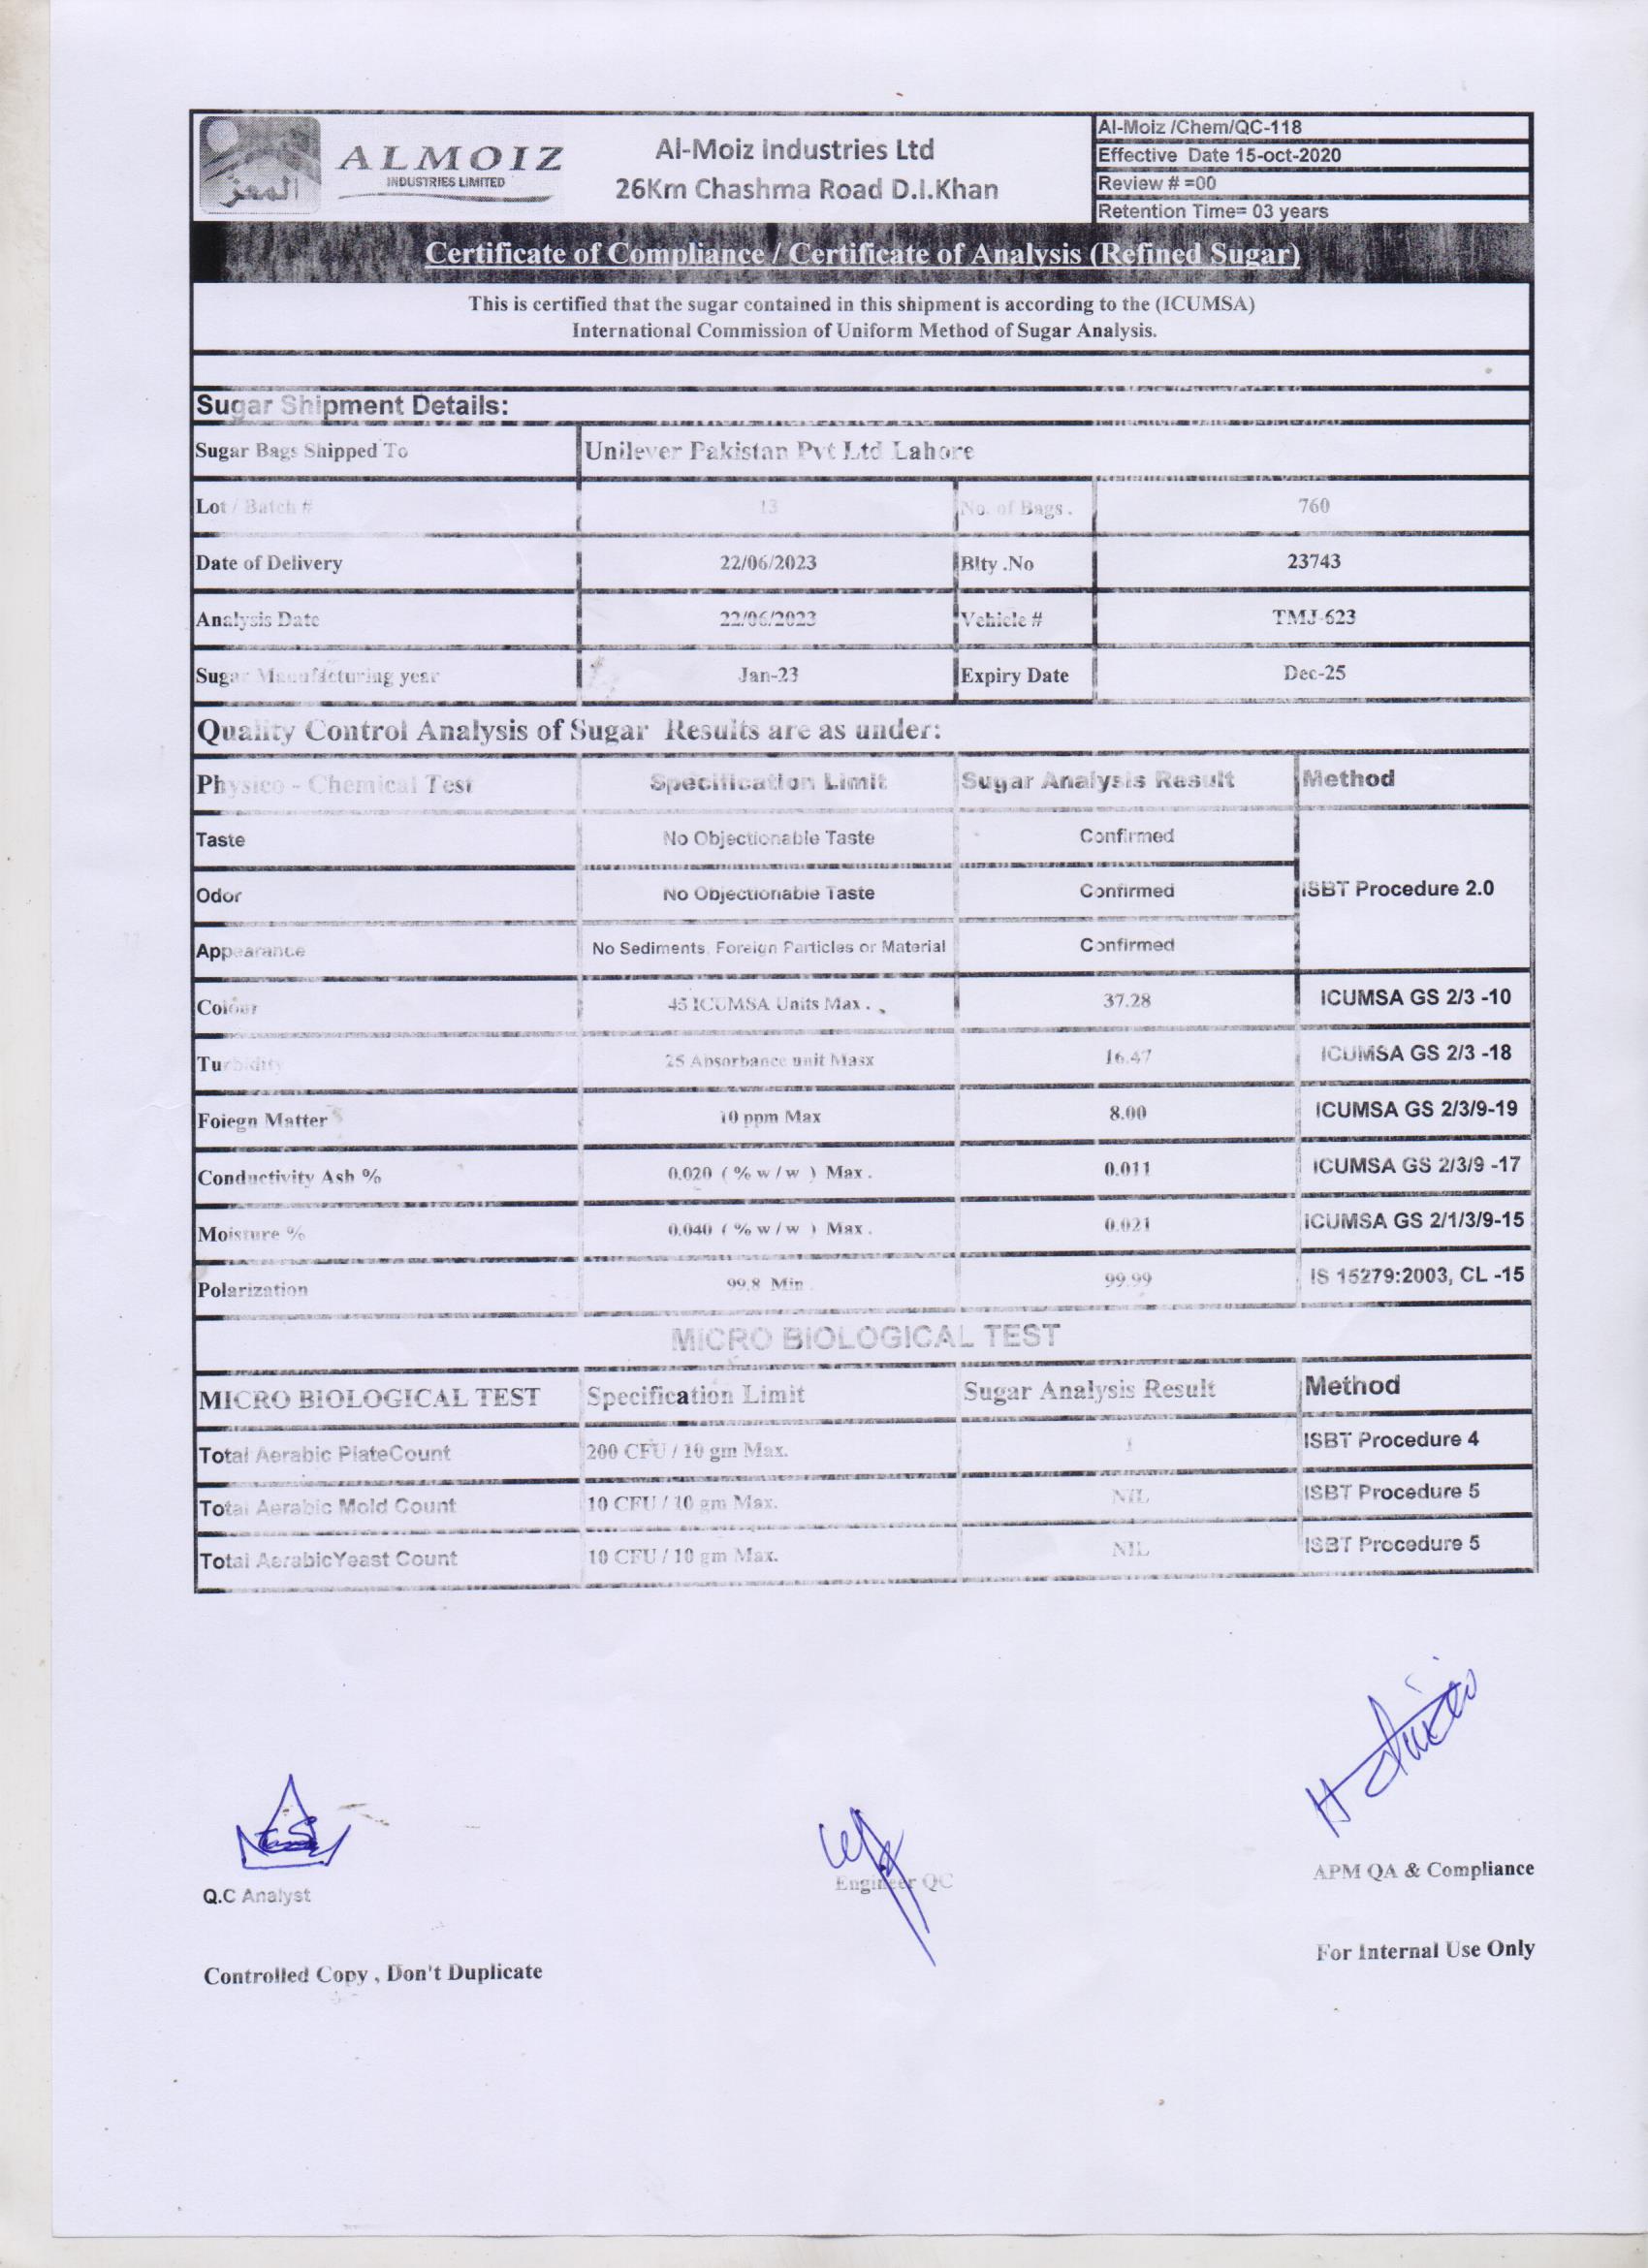 المعز
ALMOIZ
INDUSTRIES LIMITED
Al-Moiz Industries Ltd
26Km Chashma Road D.I.Khan
Al-Moiz /Chem/QC-118
Effective Date 15-oct-2020
Review # =00
Retention Time= 03 years
Certificate of Compliance / Certificate of Analysis (Refined Sugar)
This is certified that the sugar contained in this shipment is according to the (ICUMSA)
International Commission of Uniform Method of Sugar Analysis.
Sugar Shipment Details:
Sugar Bags Shipped To Unilever Pakistan Pvt Ltd Lahore
Lot / Batch # 13 No. of Bags . 760
Date of Delivery 22/06/2023 Blty .No 23743
Analysis Date 22/06/2023 Vehicle # TMJ-623
Sugar Manufacturing year Jan-23 Expiry Date Dec-25
Quality Control Analysis of Sugar Results are as under:
Physico - Chemical Test Specification Limit Sugar Analysis Result Method
Taste No Objectionable Taste Confirmed
Odor No Objectionable Taste Confirmed ISBT Procedure 2.0
Appearance No Sediments, Foreign Particles or Material Confirmed
Colour 45 ICUMSA Units Max . 37.28 ICUMSA GS 2/3 -10
Turbidity 25 Absorbance unit Masx 16.47 ICUMSA GS 2/3 -18
Foiegn Matter 10 ppm Max 8.00 ICUMSA GS 2/3/9-19
Conductivity Ash % 0.020 ( % w / w ) Max . 0.011 ICUMSA GS 2/3/9 -17
Moisture % 0.040 ( % w / w ) Max . 0.021 ICUMSA GS 2/1/3/9-15
Polarization 99.8 Min . 99.99 IS 15279:2003, CL -15
MICRO BIOLOGICAL TEST
MICRO BIOLOGICAL TEST Specification Limit Sugar Analysis Result Method
Total Aerabic PlateCount 200 CFU / 10 gm Max. 1 ISBT Procedure 4
Total Aerabic Mold Count 10 CFU / 10 gm Max. NIL ISBT Procedure 5
Total AerabicYeast Count 10 CFU / 10 gm Max. NIL ISBT Procedure 5
Q.C Analyst
Engineer QC
APM QA & Compliance
Controlled Copy , Don't Duplicate
For Internal Use Only